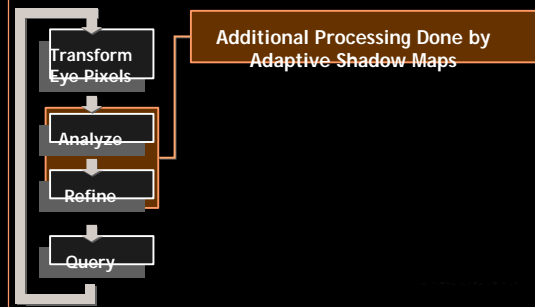 Additional Processing Done by
Adaptive Shadow Maps
Transform
Eye Pixels
Analyze
Refine
Query